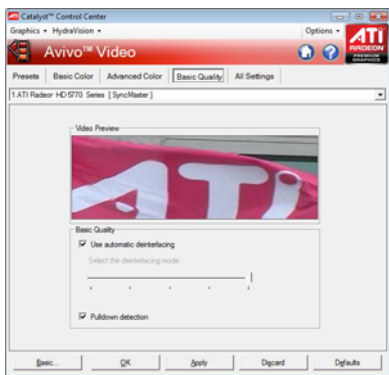 Catalyst™ Control Center
Graphics HydraVision Options
Avivo™ Video
ATI
RADEON
PREMIUM
GRAPHICS
Presets Basic Color Advanced Color Basic Quality All Settings
1.ATI Radeon HD 5770 Series [ SyncMaster ]
Video Preview
ATi
Basic Quality
Use automatic deinterlacing
Select the deinterlacing mode:
Pulldown detection
Basic... OK Apply Discard Defaults